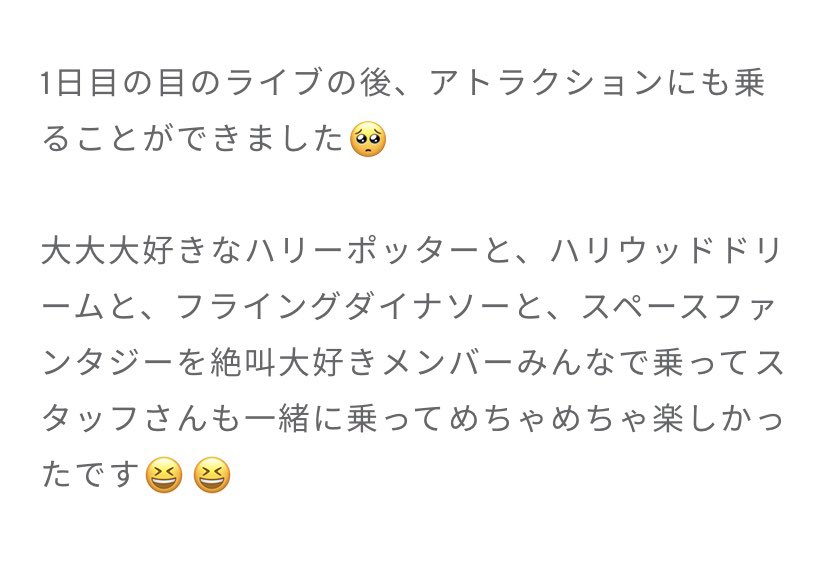 1日目の目のライブの後、アトラクションにも乗
ることができました🥺
大大大好きなハリーポッターと、ハリウッドドリ
ームと、フライングダイナソーと、スペースファ
ンタジーを絶叫大好きメンバーみんなで乗ってス
タッフさんも一緒に乗ってめちゃめちゃ楽しかっ
たです😆😆